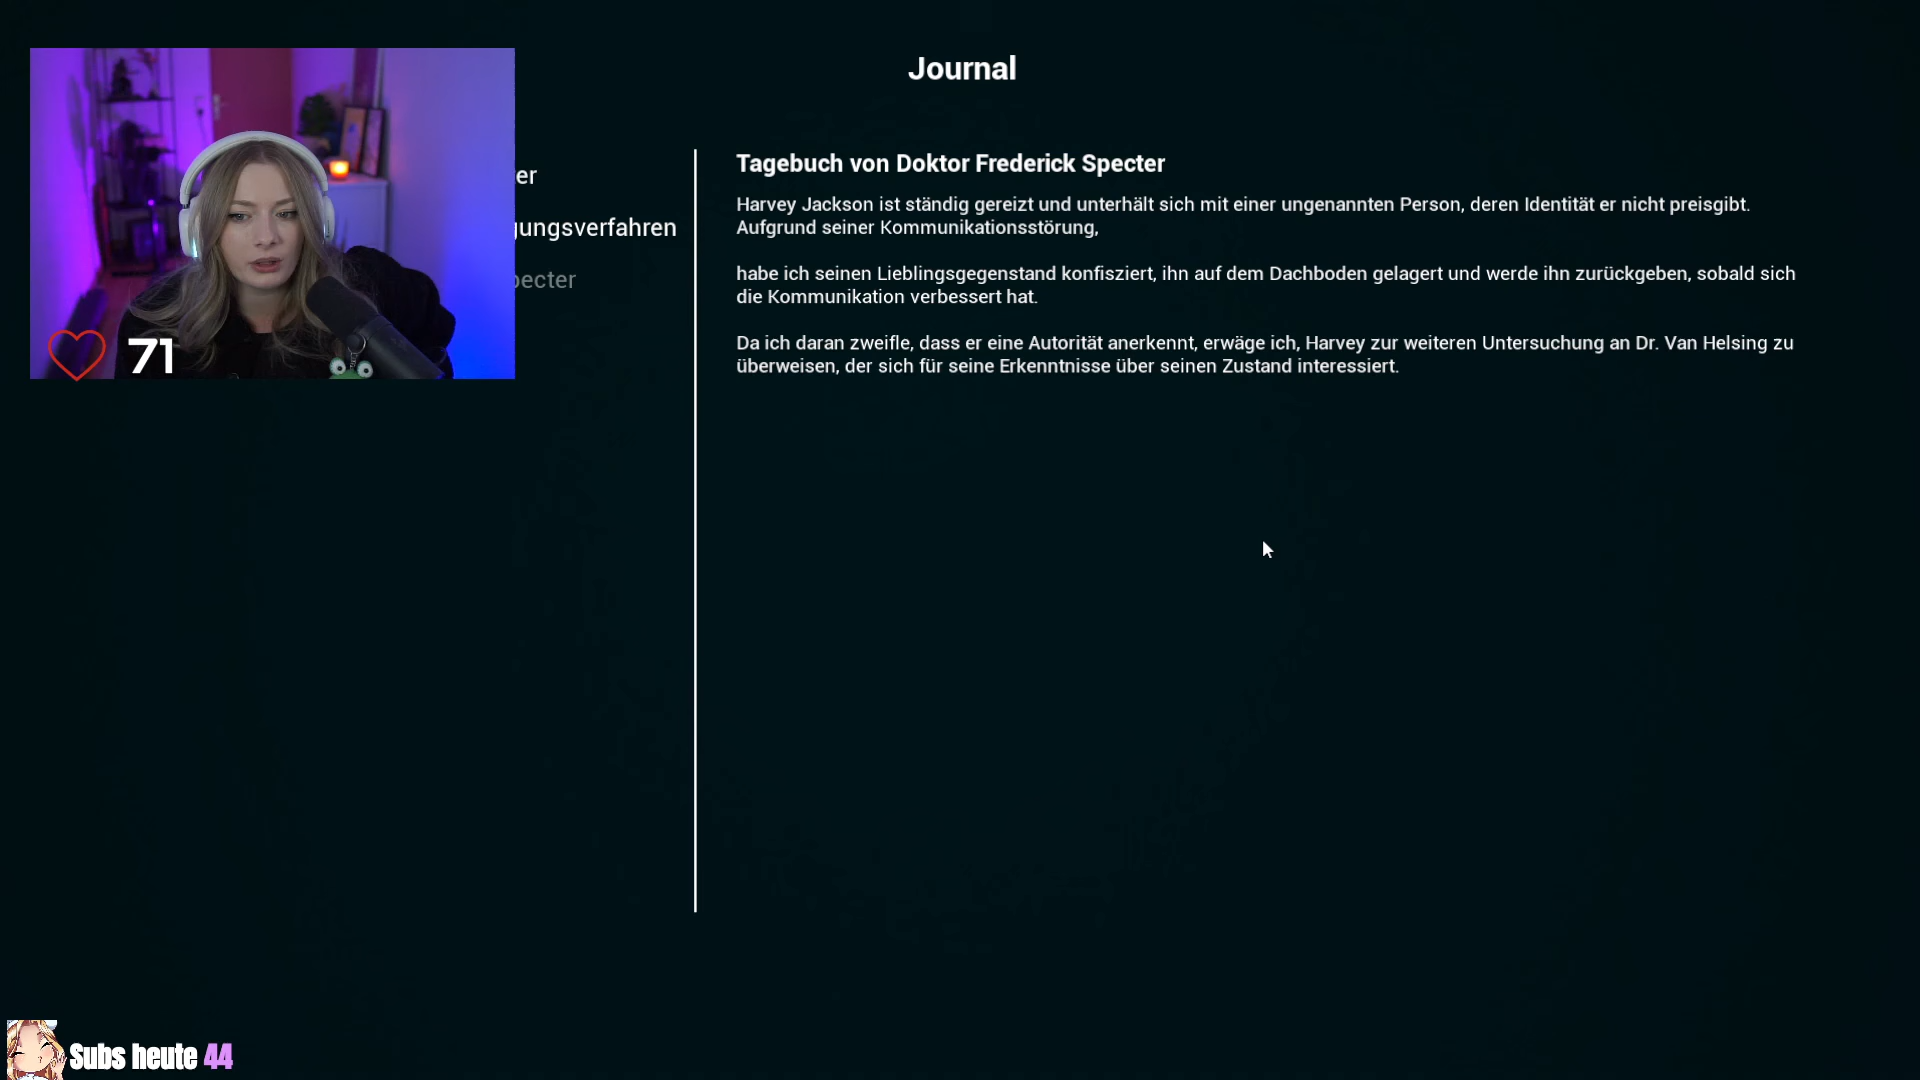 Journal
er
gungsverfahren
pecter
Tagebuch von Doktor Frederick Specter
Harvey Jackson ist ständig gereizt und unterhält sich mit einer ungenannten Person, deren Identität er nicht preisgibt.
Aufgrund seiner Kommunikationsstörung,
habe ich seinen Lieblingsgegenstand konfisziert, ihn auf dem Dachboden gelagert und werde ihn zurückgeben, sobald sich
die Kommunikation verbessert hat.
Da ich daran zweifle, dass er eine Autorität anerkennt, erwäge ich, Harvey zur weiteren Untersuchung an Dr. Van Helsing zu
überweisen, der sich für seine Erkenntnisse über seinen Zustand interessiert.
71
Subs heute 44